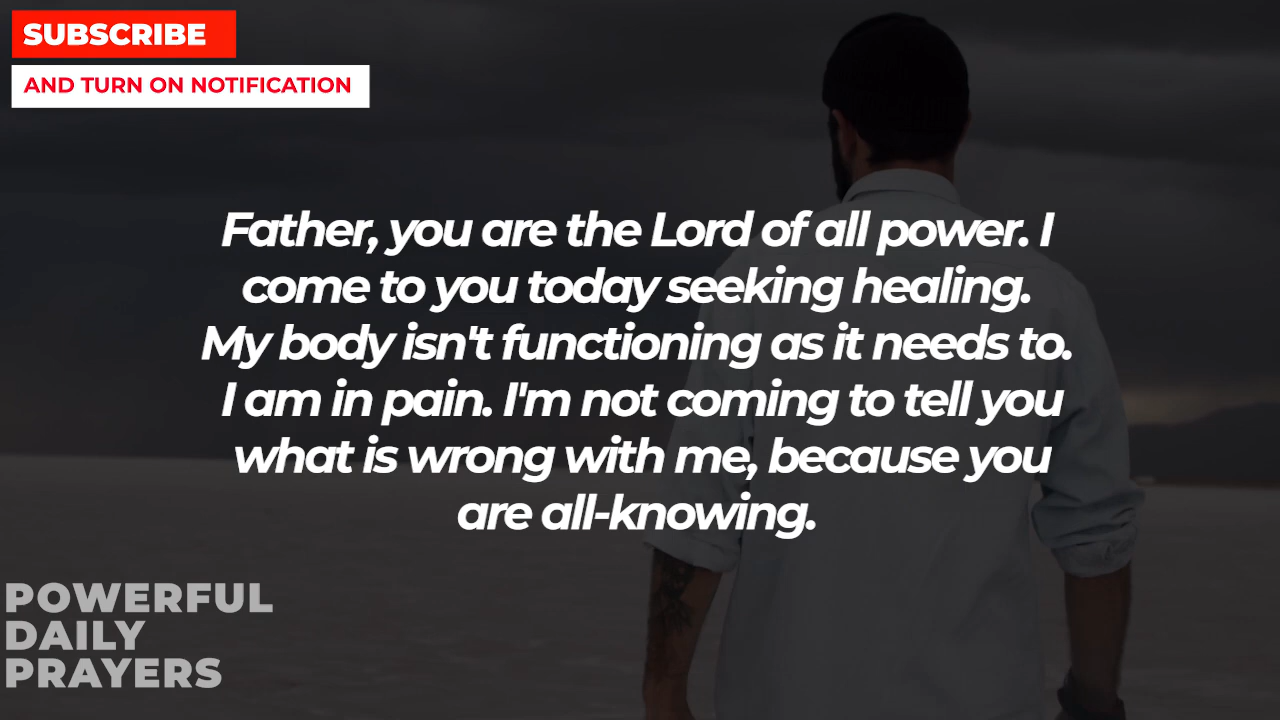 SUBSCRIBE
AND TURN ON NOTIFICATION
Father, you are the Lord of all power. I
come to you today seeking healing.
My body isn't functioning as it needs to.
I am in pain. I'm not coming to tell you
what is wrong with me, because you
are all-knowing.
POWERFUL
DAILY
PRAYERS